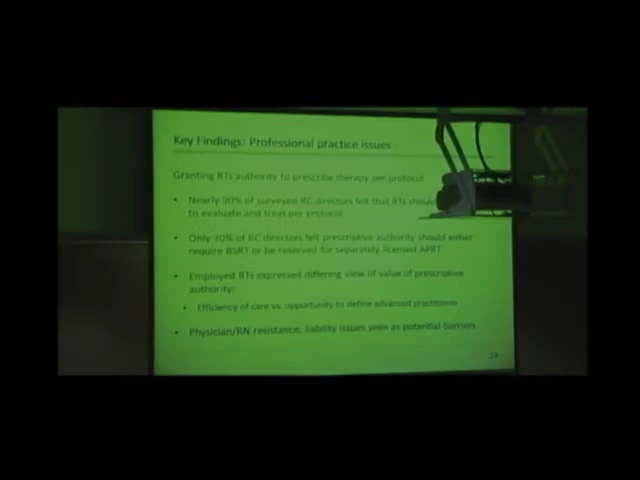 Key Findings: Professional practice issues
Granting RTs authority to prescribe therapy per protocol
• Nearly 90% of surveyed RC directors felt that RTs should
to evaluate and treat per protocol
• Only 30% of RC directors felt prescriptive authority should either
require BSRT or be reserved for separately licensed APRT
• Employed RTs expressed differing view of value of prescriptive
authority:
• Efficiency of care vs. opportunity to define advanced practitioner
• Physician/RN resistance, liability issues seen as potential barriers
24